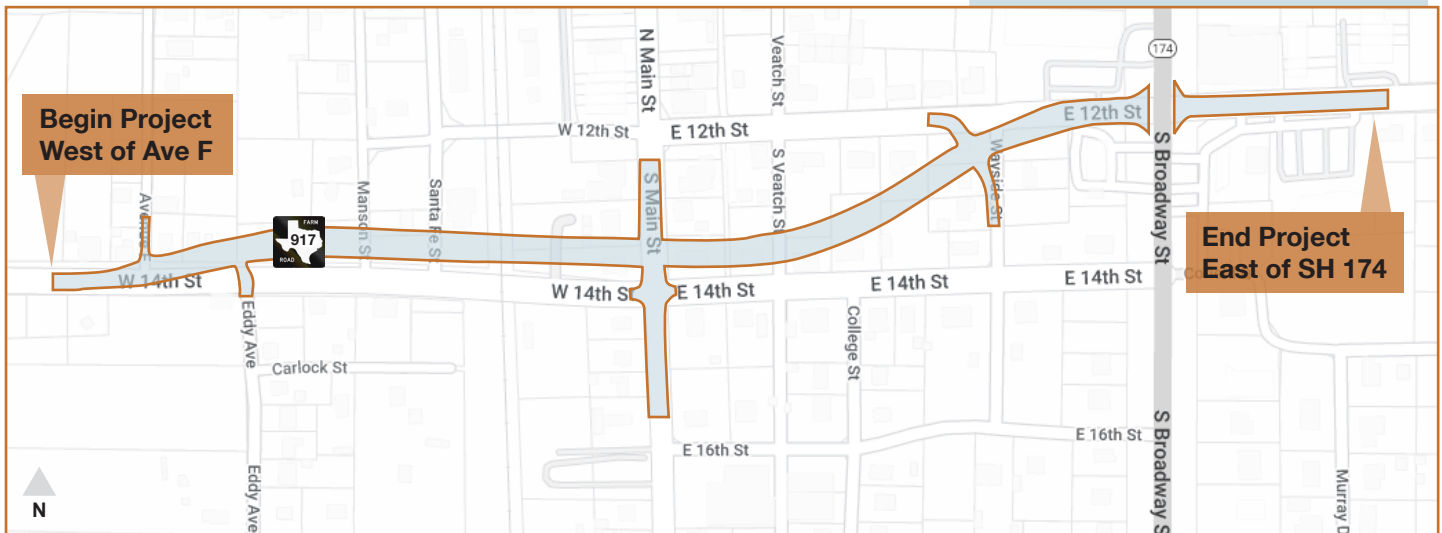 174
N Main St
Veatch St
Begin Project
West of Ave F
W 12th St
E 12th St
E 12th St
S Broadway St
Wayside St
S Veatch St
S Main St
Manson St
Santa Fe St
FARM
917
ROAD
End Project
East of SH 174
W 14th St
W 14th St
E 14th St
E 14th St
E 14th St
Eddy Ave
Carlock St
College St
E 16th St
E 16th St
S Broadway S
Eddy Ave
Murray D
N